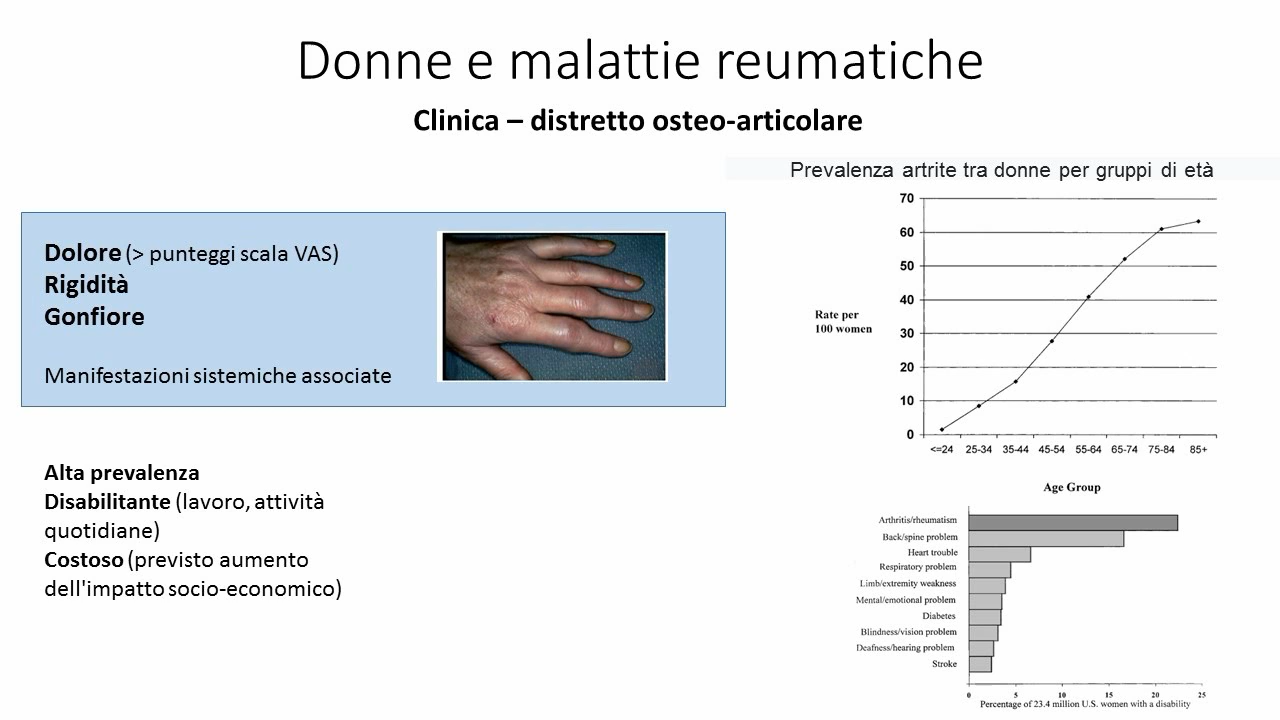 Donne e malattie reumatiche
Clinica – distretto osteo-articolare
Dolore (> punteggi scala VAS)
Rigidità
Gonfiore
Manifestazioni sistemiche associate
Alta prevalenza
Disabilitante (lavoro, attività
quotidiane)
Costoso (previsto aumento
dell'impatto socio-economico)
Prevalenza artrite tra donne per gruppi di età
70
60
50
40
30
20
10
0
Rate per
100 women
<=24 25-34 35-44 45-54 55-64 65-74 75-84 85+
Age Group
Arthritis/rheumatism
Back/spine problem
Heart trouble
Respiratory problem
Limb/extremity weakness
Mental/emotional problem
Diabetes
Blindness/vision problem
Deafness/hearing problem
Stroke
0 5 10 15 20 25
Percentage of 23.4 million U.S. women with a disability